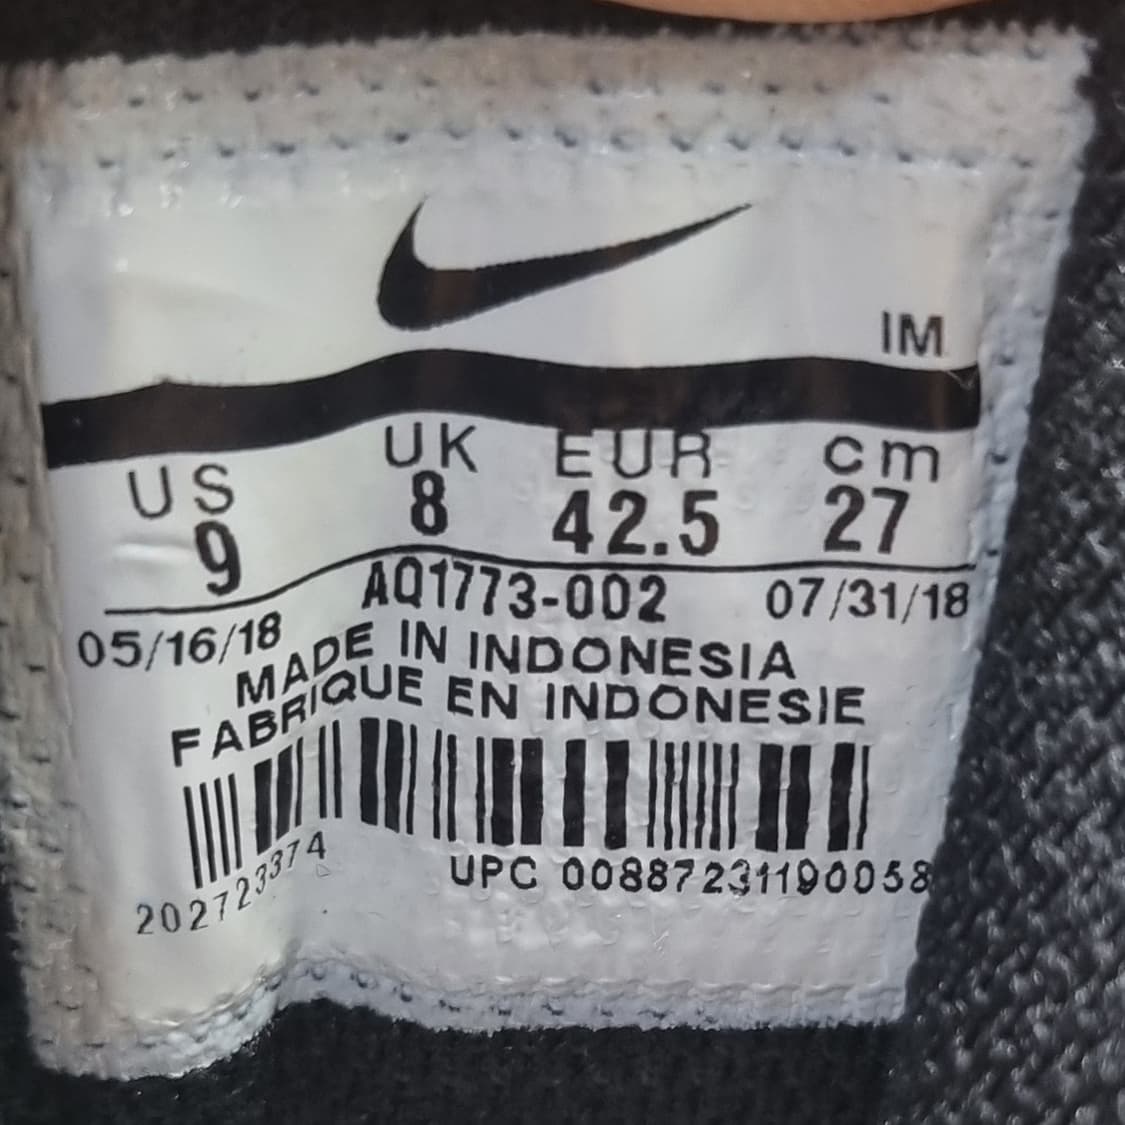 IM
US UK EUR cm
9 8 42.5 27
05/16/18 AQ1773-002 07/31/18
MADE IN INDONESIA
FABRIQUE EN INDONESIE
2027233374 UPC 00887231190058